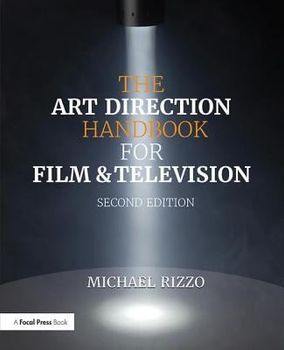 THE
ART DIRECTION
HANDBOOK
FOR
FILM & TELEVISION
SECOND EDITION
MICHAEL RIZZO
A Focal Press Book